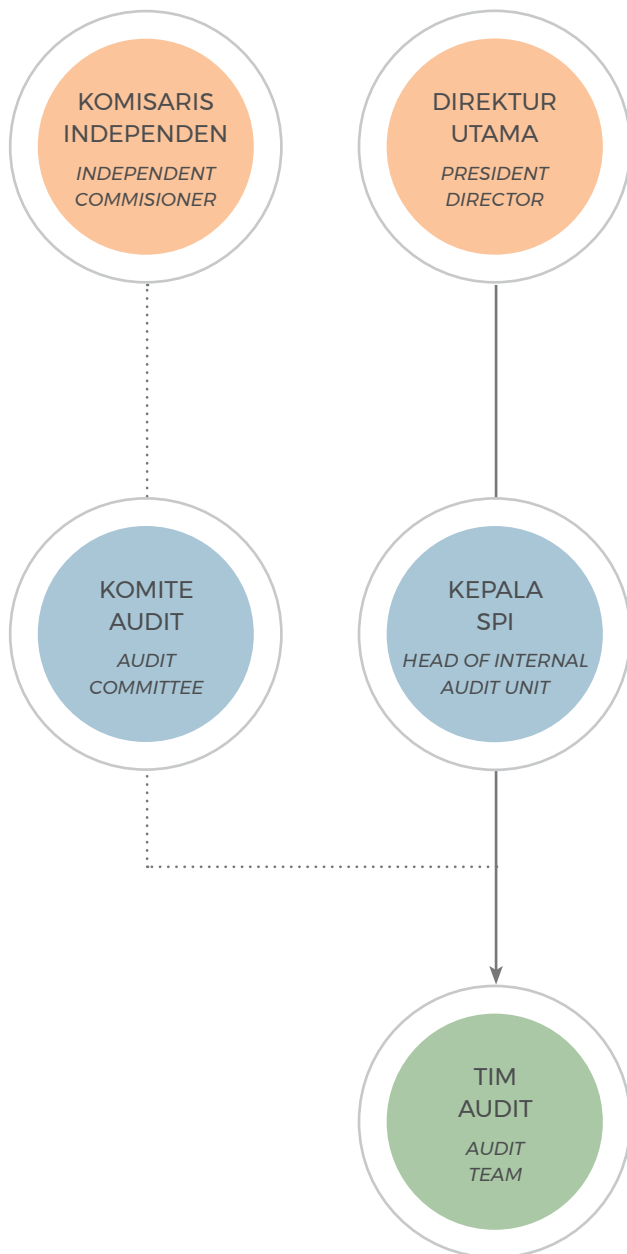 KOMISARIS
INDEPENDEN
INDEPENDENT
COMMISIONER
DIREKTUR
UTAMA
PRESIDENT
DIRECTOR
KOMITE
AUDIT
AUDIT
COMMITTEE
KEPALA
SPI
HEAD OF INTERNAL
AUDIT UNIT
TIM
AUDIT
AUDIT
TEAM